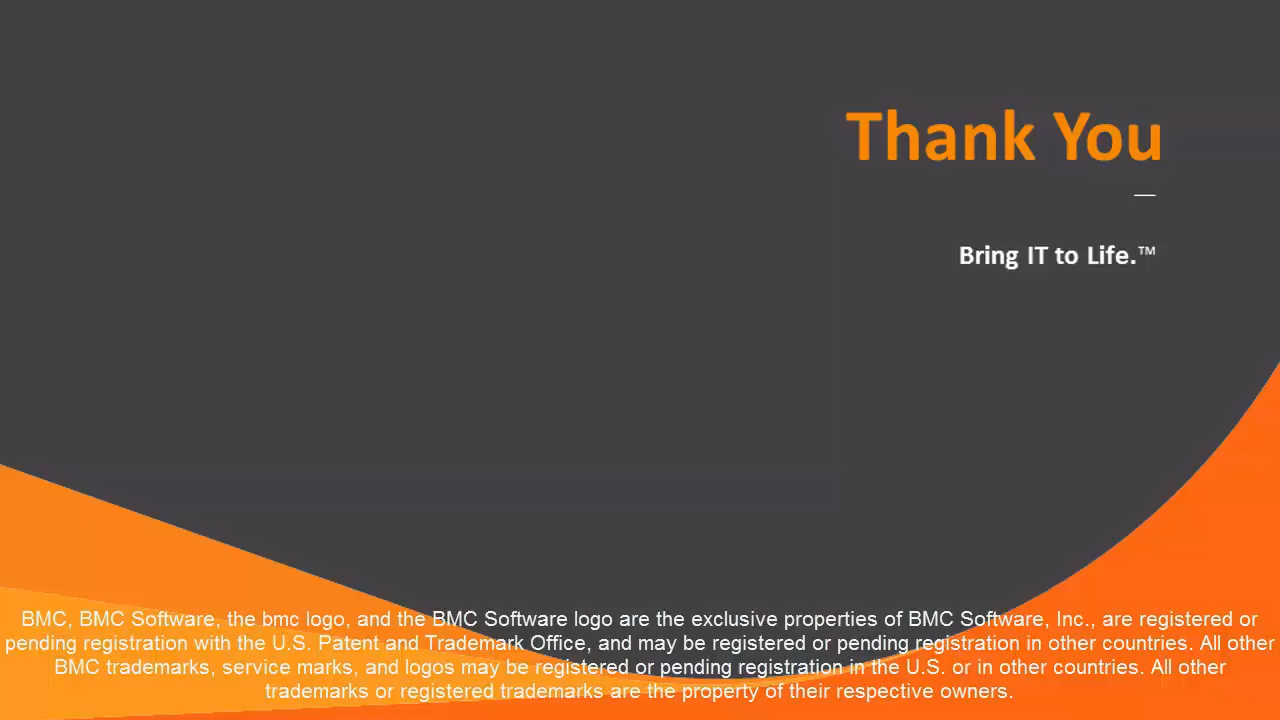 Thank You
Bring IT to Life.™
BMC, BMC Software, the bmc logo, and the BMC Software logo are the exclusive properties of BMC Software, Inc., are registered or
pending registration with the U.S. Patent and Trademark Office, and may be registered or pending registration in other countries. All other
BMC trademarks, service marks, and logos may be registered or pending registration in the U.S. or in other countries. All other
trademarks or registered trademarks are the property of their respective owners.